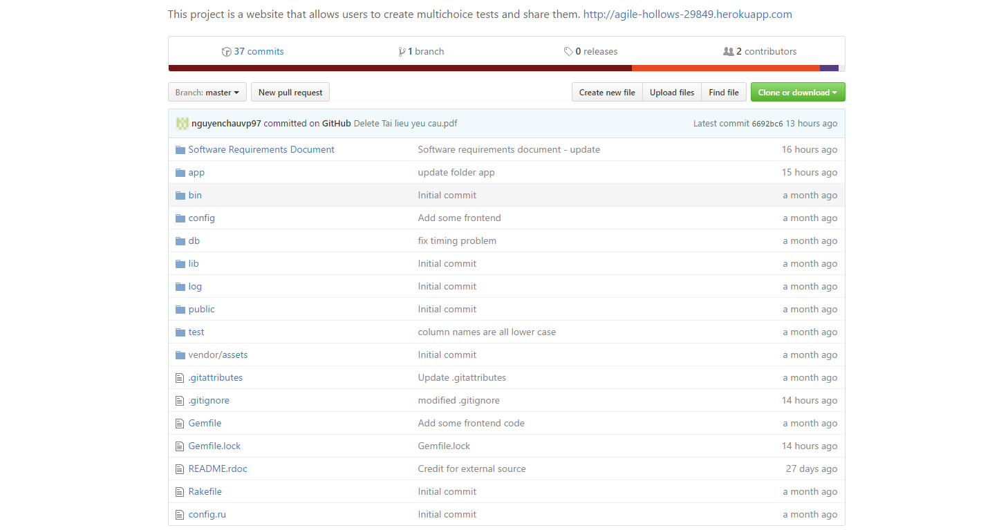 This project is a website that allows users to create multichoice tests and share them. http://agile-hollows-29849.herokuapp.com
37 commits 1 branch 0 releases 2 contributors
Branch: master New pull request Create new file Upload files Find file Clone or download
nguyenchauvp97 committed on GitHub Delete Tai lieu yeu cau.pdf Latest commit 6692bc6 13 hours ago
Software Requirements Document Software requirements document - update 16 hours ago
app update folder app 15 hours ago
bin Initial commit a month ago
config Add some frontend a month ago
db fix timing problem a month ago
lib Initial commit a month ago
log Initial commit a month ago
public Initial commit a month ago
test column names are all lower case a month ago
vendor/assets Initial commit a month ago
.gitattributes Update .gitattributes a month ago
.gitignore modified .gitignore 14 hours ago
Gemfile Add some frontend code a month ago
Gemfile.lock Gemfile.lock 14 hours ago
README.rdoc Credit for external source 27 days ago
Rakefile Initial commit a month ago
config.ru Initial commit a month ago